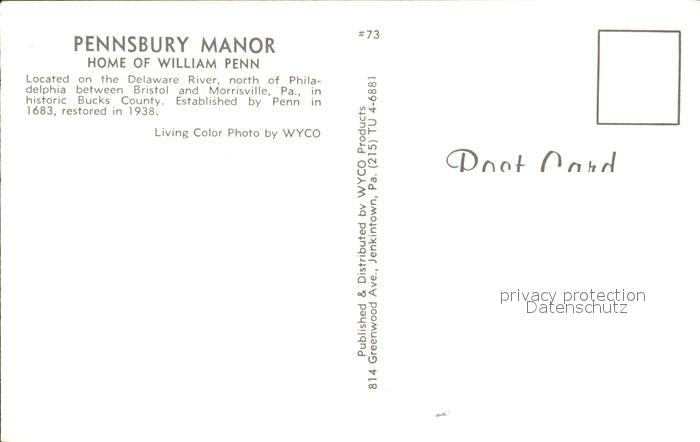 PENNSBURY MANOR
HOME OF WILLIAM PENN
Located on the Delaware River, north of Phila-
delphia between Bristol and Morrisville, Pa., in
historic Bucks County. Established by Penn in
1683, restored in 1938.
Living Color Photo by WYCO
#73
Published & Distributed by WYCO Products
814 Greenwood Ave., Jenkintown, Pa. (215) TU 4-6881
Post Card
privacy protection
Datenschutz